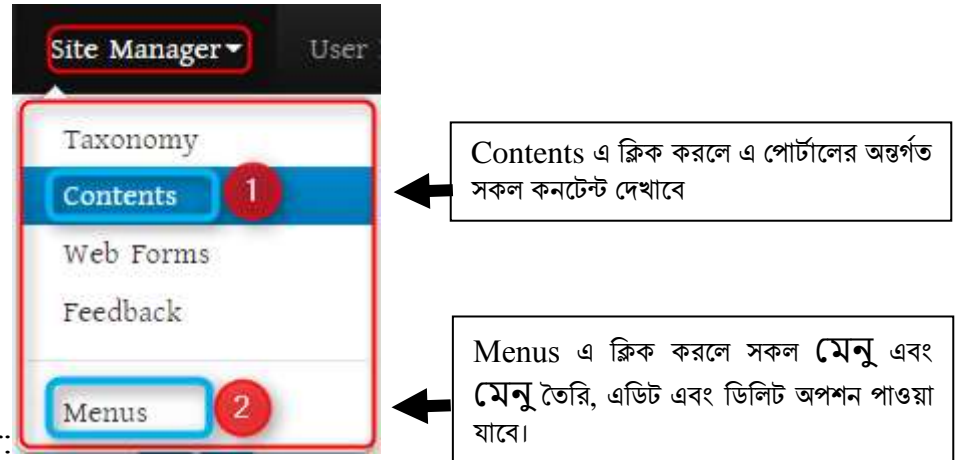 Site Manager User
Taxonomy
Contents 1
Web Forms
Feedback
Menus 2
Contents এ ক্লিক করলে এ পোর্টালের অন্তর্গত
সকল কনটেন্ট দেখাবে
Menus এ ক্লিক করলে সকল মেনু এবং
মেনু তৈরি, এডিট এবং ডিলিট অপশন পাওয়া
যাবে।